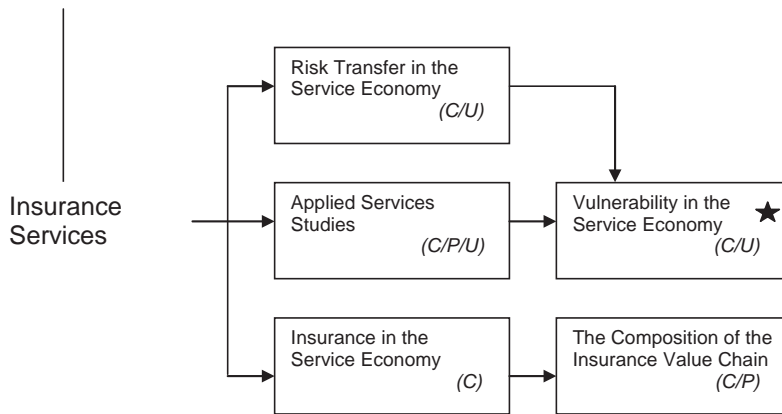 Risk Transfer in the
Service Economy
(C/U)
Insurance
Services
Applied Services
Studies
(C/P/U)
Vulnerability in the
Service Economy
(C/U)
Insurance in the
Service Economy
(C)
The Composition of the
Insurance Value Chain
(C/P)